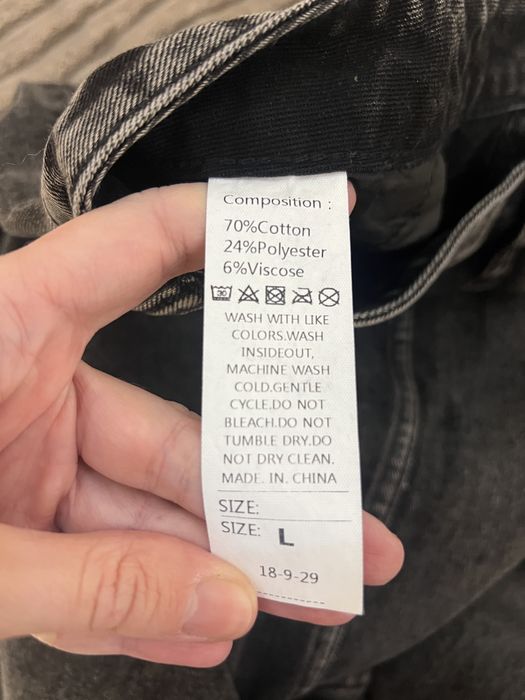 Composition :
70%Cotton
24%Polyester
6%Viscose
WASH WITH LIKE
COLORS.WASH
INSIDEOUT,
MACHINE WASH
COLD.GENTLE
CYCLE.DO NOT
BLEACH.DO NOT
TUMBLE DRY.DO
NOT DRY CLEAN.
MADE. IN. CHINA
SIZE:
SIZE: L
18-9-29